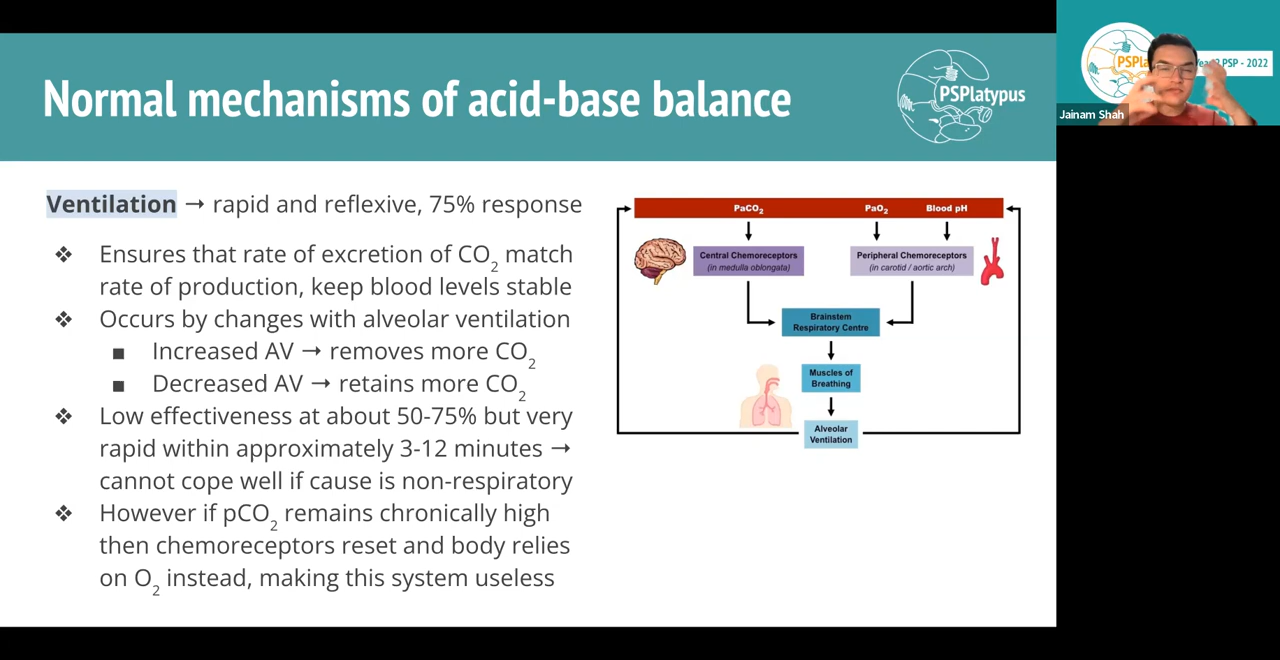 Normal mechanisms of acid-base balance
PSPlatypus
Ventilation → rapid and reflexive, 75% response
❖ Ensures that rate of excretion of CO2 match
rate of production, keep blood levels stable
❖ Occurs by changes with alveolar ventilation
■ Increased AV → removes more CO2
■ Decreased AV → retains more CO2
❖ Low effectiveness at about 50-75% but very
rapid within approximately 3-12 minutes →
cannot cope well if cause is non-respiratory
❖ However if pCO2 remains chronically high
then chemoreceptors reset and body relies
on O2 instead, making this system useless
PaCO2 PaO2 Blood pH
Central Chemoreceptors
(in medulla oblongata)
Peripheral Chemoreceptors
(in carotid / aortic arch)
Brainstem
Respiratory Centre
Muscles of
Breathing
Alveolar
Ventilation
PSP - 2022
Jainam Shah